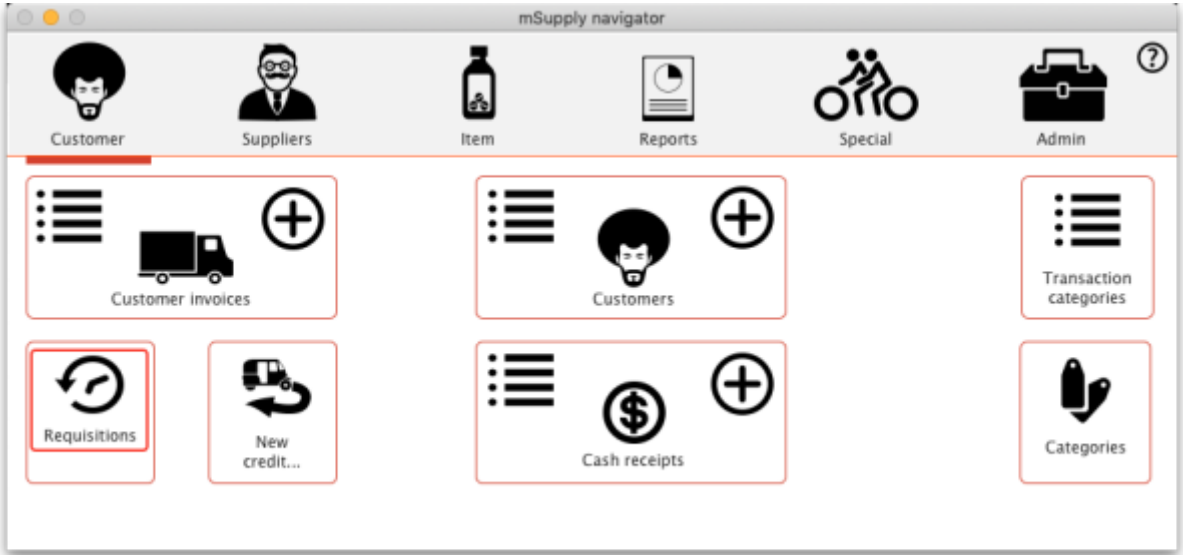 mSupply navigator
?
Customer
Suppliers
Item
Reports
Special
Admin
Customer invoices
Customers
Transaction
categories
Requisitions
New
credit...
$
Cash receipts
Categories